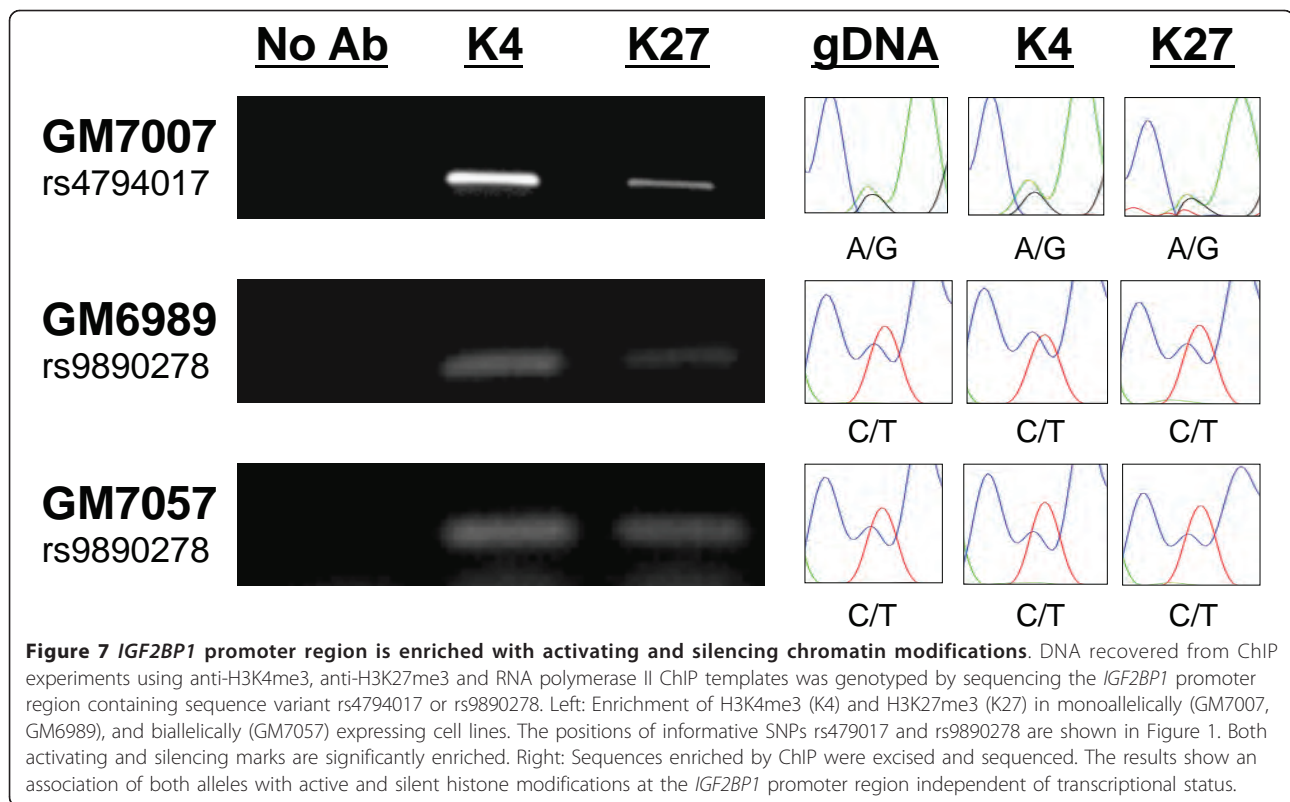 No Ab K4 K27 gDNA K4 K27
GM7007
rs4794017
A/G A/G A/G
GM6989
rs9890278
C/T C/T C/T
GM7057
rs9890278
C/T C/T C/T
Figure 7 IGF2BP1 promoter region is enriched with activating and silencing chromatin modifications. DNA recovered from ChIP
experiments using anti-H3K4me3, anti-H3K27me3 and RNA polymerase II ChIP templates was genotyped by sequencing the IGF2BP1 promoter
region containing sequence variant rs4794017 or rs9890278. Left: Enrichment of H3K4me3 (K4) and H3K27me3 (K27) in monoallelically (GM7007,
GM6989), and biallelically (GM7057) expressing cell lines. The positions of informative SNPs rs479017 and rs9890278 are shown in Figure 1. Both
activating and silencing marks are significantly enriched. Right: Sequences enriched by ChIP were excised and sequenced. The results show an
association of both alleles with active and silent histone modifications at the IGF2BP1 promoter region independent of transcriptional status.